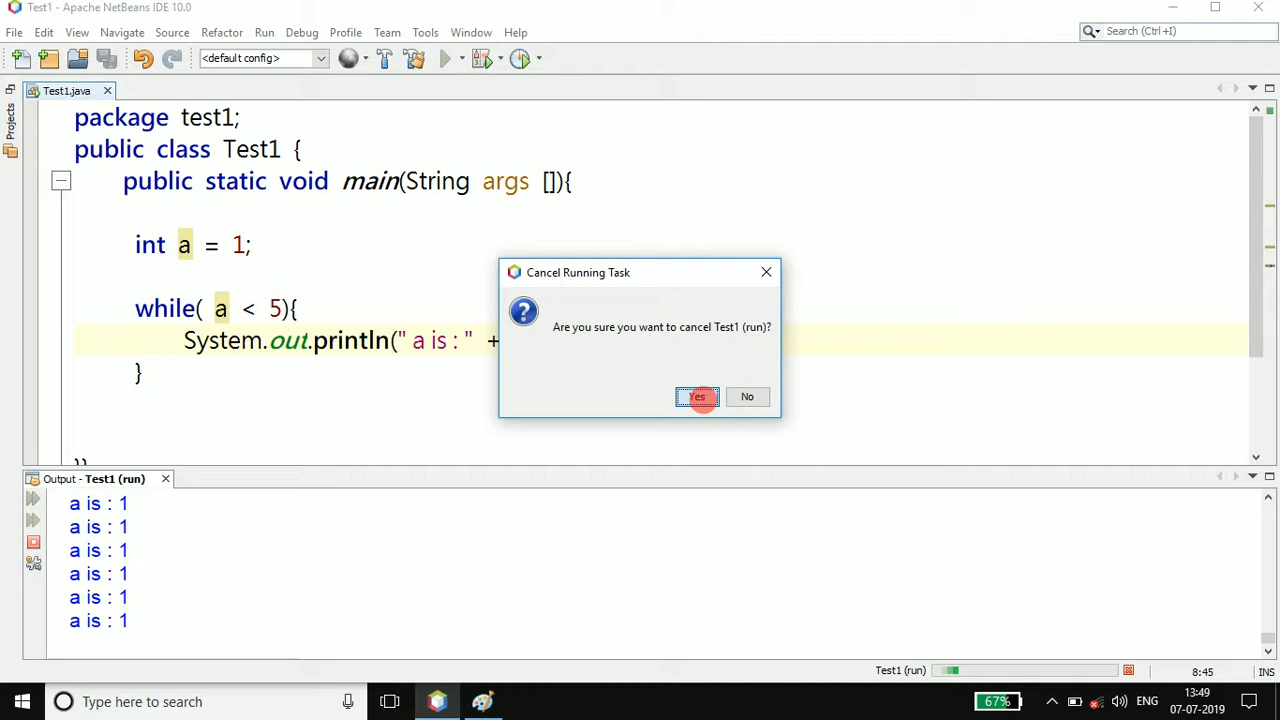 Test1 - Apache NetBeans IDE 10.0
File Edit View Navigate Source Refactor Run Debug Profile Team Tools Window Help
Search (Ctrl +I)
<default config>
Test1.java
Projects
package test1;
public class Test1 {
public static void main(String args []){
int a = 1;
while( a < 5){
System.out.println(" a is : " +
}
}}
Cancel Running Task
Are you sure you want to cancel Test1 (run)?
Yes No
Output - Test1 (run)
a is : 1
a is : 1
a is : 1
a is : 1
a is : 1
a is : 1
Test1 (run)
8:45
INS
Type here to search
67%
ENG
13:49
07-07-2019